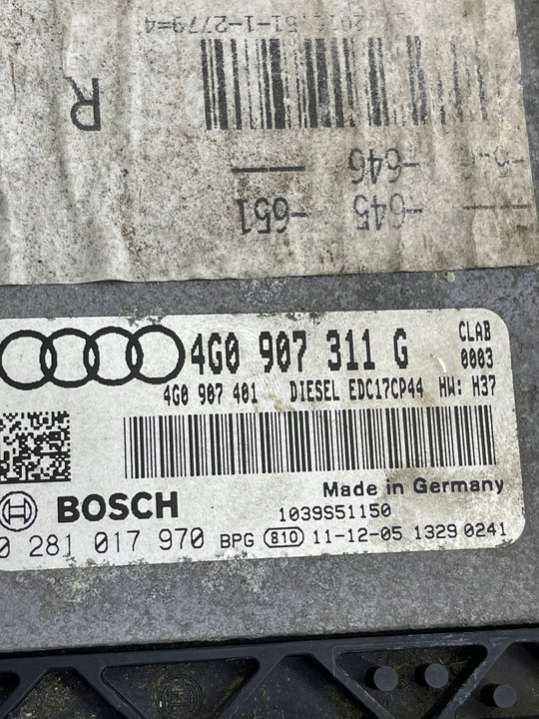 R
-646
-645
-651
4G0 907 311 G
CLAB
0003
4G0 907 401 DIESEL EDC17CP44 HW: H37
BOSCH
Made in Germany
1039S51150
0 281 017 970 BPG 810 11-12-05 1329 0241